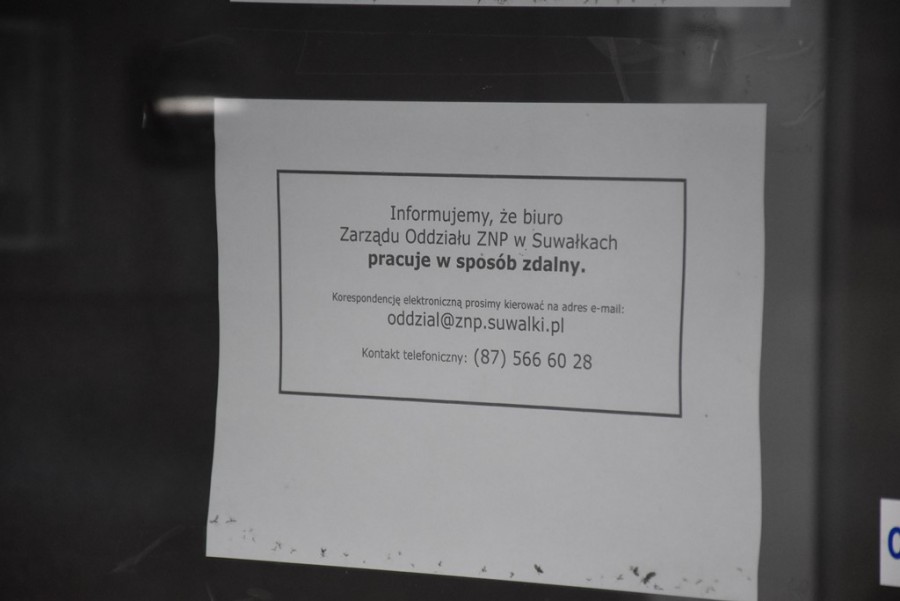 Informujemy, że biuro
Zarządu Oddziału ZNP w Suwałkach
pracuje w sposób zdalny.
Korespondencję elektroniczną prosimy kierować na adres e-mail:
oddzial@znp.suwalki.pl
Kontakt telefoniczny: (87) 566 60 28